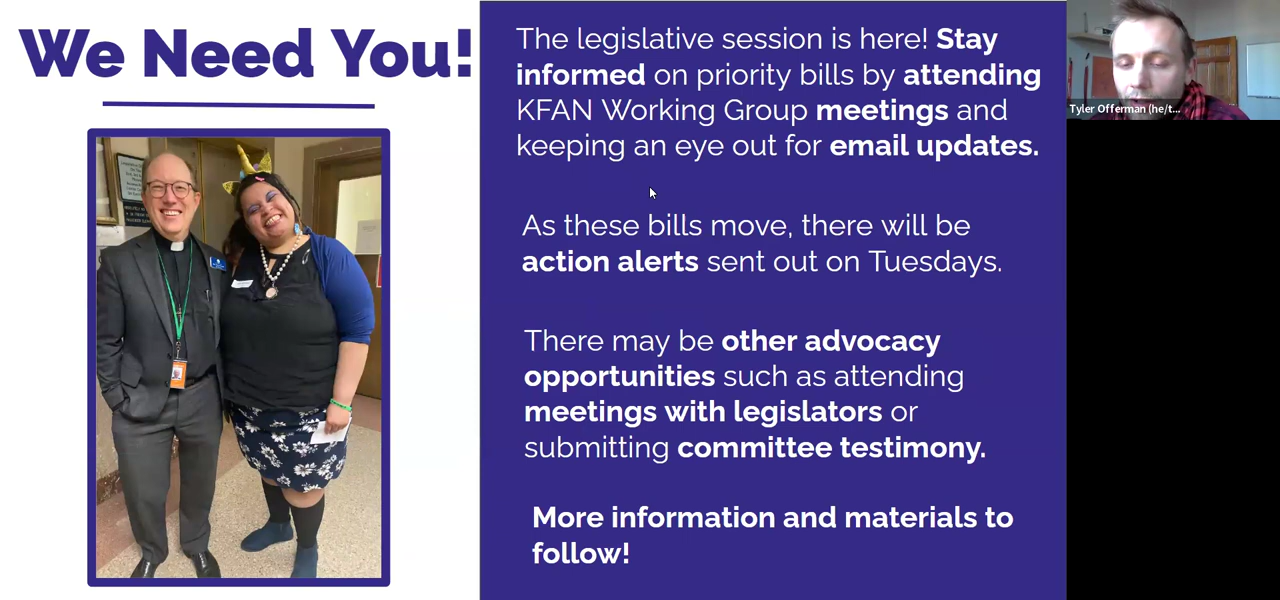 We Need You!
The legislative session is here! Stay
informed on priority bills by attending
KFAN Working Group meetings and
keeping an eye out for email updates.
As these bills move, there will be
action alerts sent out on Tuesdays.
There may be other advocacy
opportunities such as attending
meetings with legislators or
submitting committee testimony.
More information and materials to
follow!
Tyler Offerman (he/t...